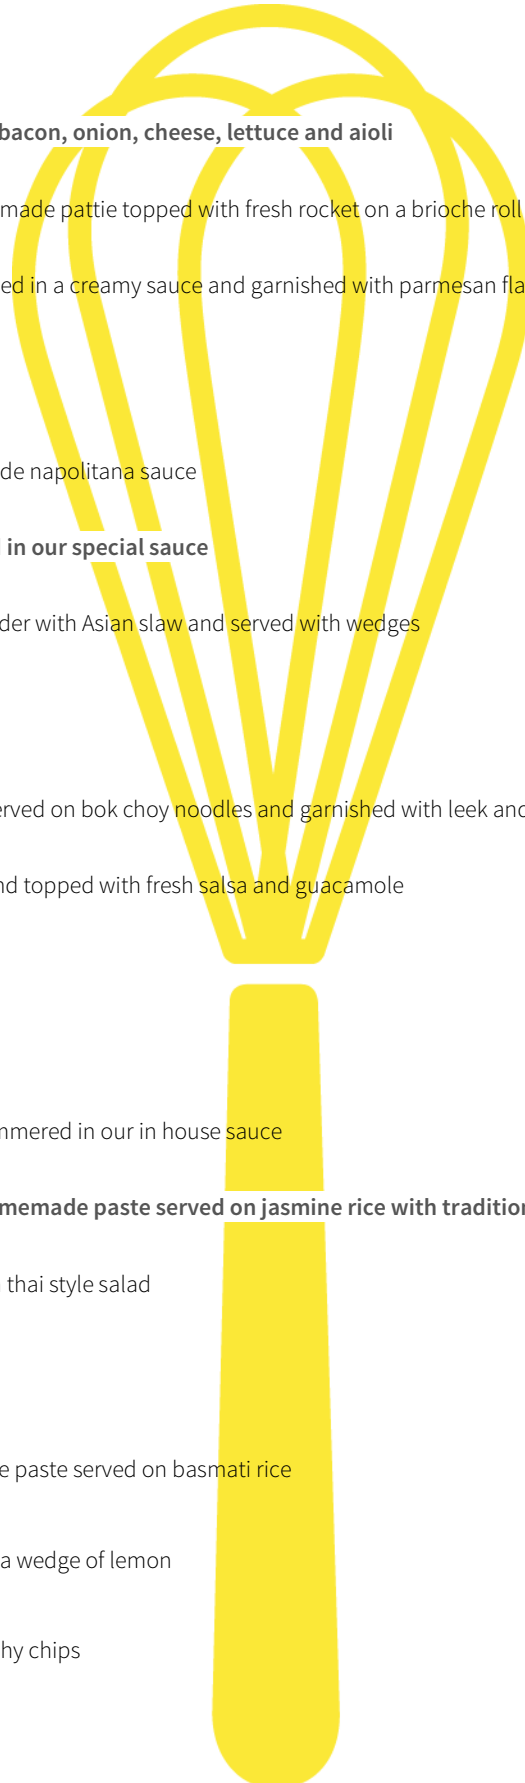 bacon, onion, cheese, lettuce and aioli
made pattie topped with fresh rocket on a brioche roll
ed in a creamy sauce and garnished with parmesan fla
de napolitana sauce
in our special sauce
der with Asian slaw and served with wedges
erved on bok choy noodles and garnished with leek and
nd topped with fresh salsa and guacamole
mmered in our in house sauce
memade paste served on jasmine rice with tradition
thai style salad
e paste served on basmati rice
a wedge of lemon
hy chips